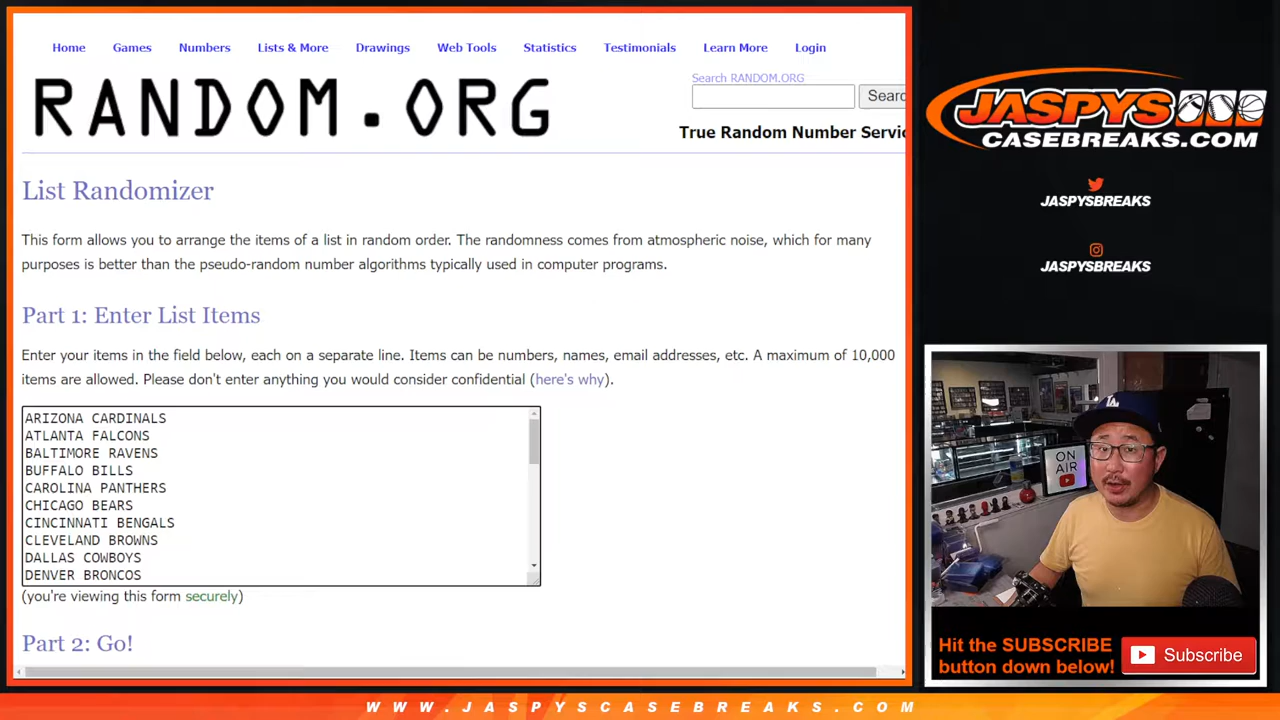 Home Games Numbers Lists & More Drawings Web Tools Statistics Testimonials Learn More Login
RANDOM.ORG
Search RANDOM.ORG
Searc
True Random Number Servic
List Randomizer
This form allows you to arrange the items of a list in random order. The randomness comes from atmospheric noise, which for many
purposes is better than the pseudo-random number algorithms typically used in computer programs.
Part 1: Enter List Items
Enter your items in the field below, each on a separate line. Items can be numbers, names, email addresses, etc. A maximum of 10,000
items are allowed. Please don't enter anything you would consider confidential (here's why).
ARIZONA CARDINALS
ATLANTA FALCONS
BALTIMORE RAVENS
BUFFALO BILLS
CAROLINA PANTHERS
CHICAGO BEARS
CINCINNATI BENGALS
CLEVELAND BROWNS
DALLAS COWBOYS
DENVER BRONCOS
(you're viewing this form securely)
Part 2: Go!
JASPYS
CASEBREAKS.COM
JASPYSBREAKS
JASPYSBREAKS
LA
ON
AIR
Hit the SUBSCRIBE
button down below!
Subscribe
WWW.JASPYSCASEBREAKS.COM